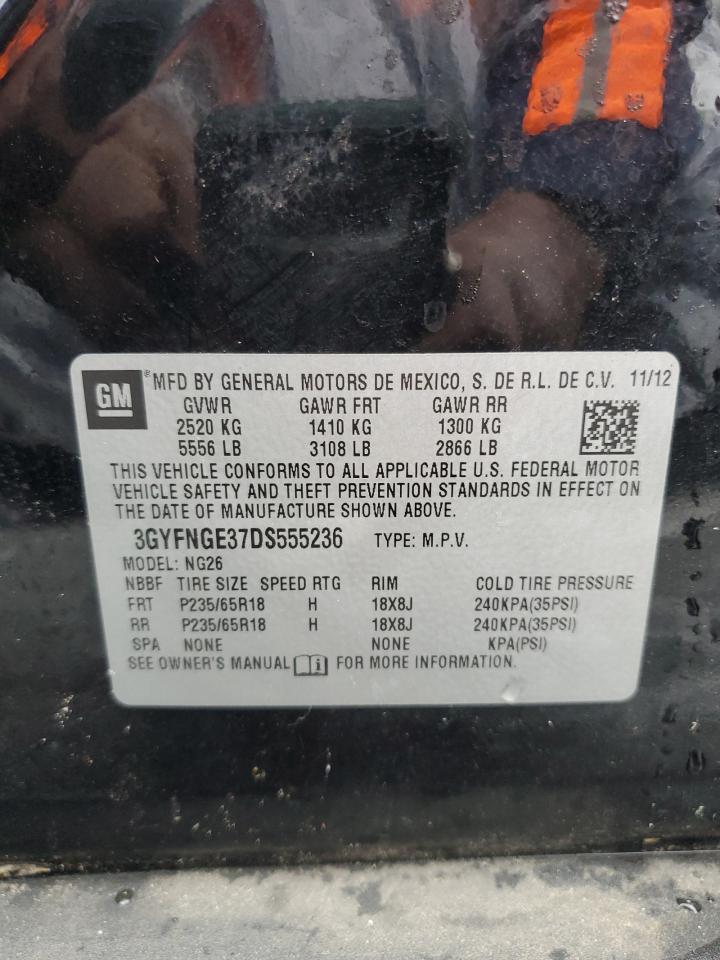 GM ® MFD BY GENERAL MOTORS DE MEXICO, S. DE R.L. DE C.V. 11/12
GVWR GAWR FRT GAWR RR
2520 KG 1410 KG 1300 KG
5556 LB 3108 LB 2866 LB
THIS VEHICLE CONFORMS TO ALL APPLICABLE U.S. FEDERAL MOTOR
VEHICLE SAFETY AND THEFT PREVENTION STANDARDS IN EFFECT ON
THE DATE OF MANUFACTURE SHOWN ABOVE.
3GYFNGE37DS555236 TYPE: M.P.V.
MODEL: NG26
NBBF TIRE SIZE SPEED RTG RIM COLD TIRE PRESSURE
FRT P235/65R18 H 18X8J 240KPA(35PSI)
RR P235/65R18 H 18X8J 240KPA(35PSI)
SPA NONE NONE KPA(PSI)
SEE OWNER'S MANUAL FOR MORE INFORMATION.